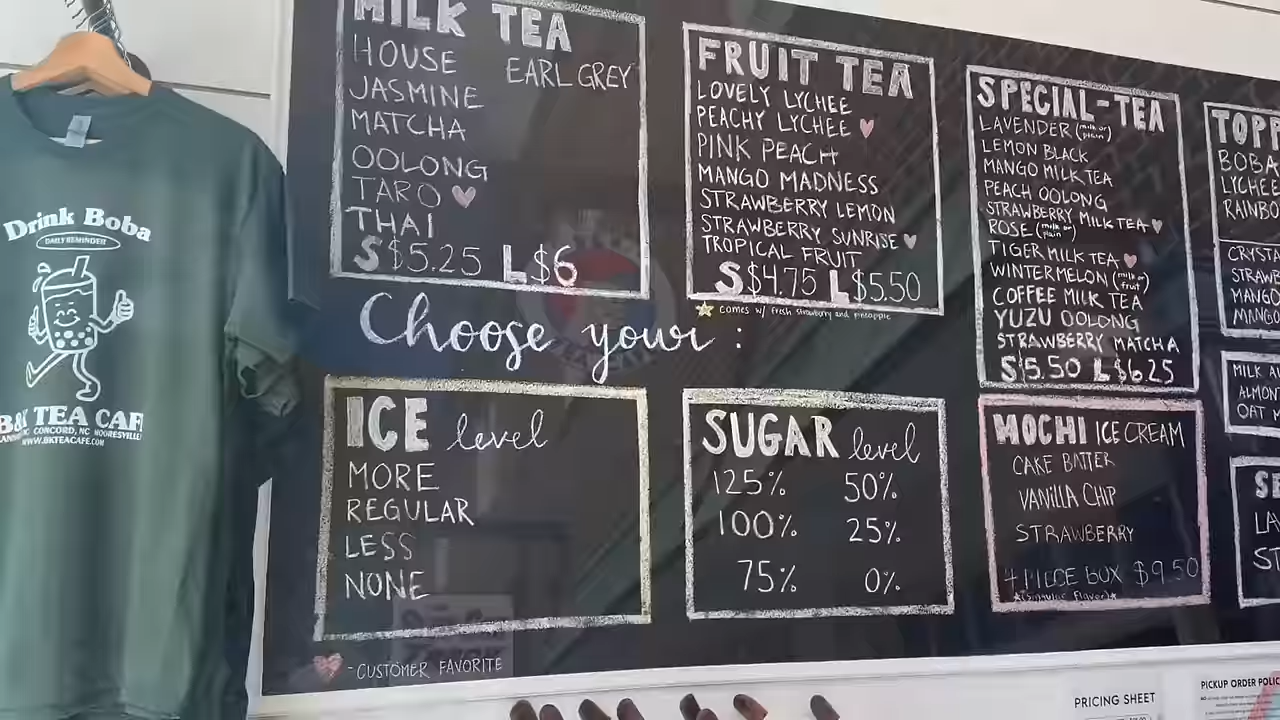 Drink Boba
DAILY REMINDER
TEA CAF
CONCORD, NC MOORESVILLE
WWW.BKTEACAFE.COM
MILK TEA
HOUSE EARL GREY
JASMINE
MATCHA
OOLONG
TARO
THAI
S $5.25 L $6
FRUIT TEA
LOVELY LYCHEE
PEACHY LYCHEE
PINK PEACH
MANGO MADNESS
STRAWBERRY LEMON
STRAWBERRY SUNRISE
TROPICAL FRUIT
S $4.75 L $5.50
comes w/ fresh strawberry and pineapple
SPECIAL-TEA
LAVENDER (milk or plain)
LEMON BLACK
MANGO MILK TEA
PEACH OOLONG
STRAWBERRY MILK TEA
ROSE (milk or plain)
TIGER MILK TEA
WINTERMELON (milk or fruit)
COFFEE MILK TEA
YUZU OOLONG
STRAWBERRY MATCHA
S $5.50 L $6.25
TOPP
BOBA
LYCHEE
RAINBO
CRYSTA
STRAW
MANGO
MANGO
MILK A
ALMON
OAT M
Choose your :
ICE level
MORE
REGULAR
LESS
NONE
SUGAR level
125% 50%
100% 25%
75% 0%
MOCHI ICE CREAM
CAKE BATTER
VANILLA CHIP
STRAWBERRY
4 PIECE BOX $9.50
SE
LA
ST
- CUSTOMER FAVORITE
PRICING SHEET
PICKUP ORDER POLIC